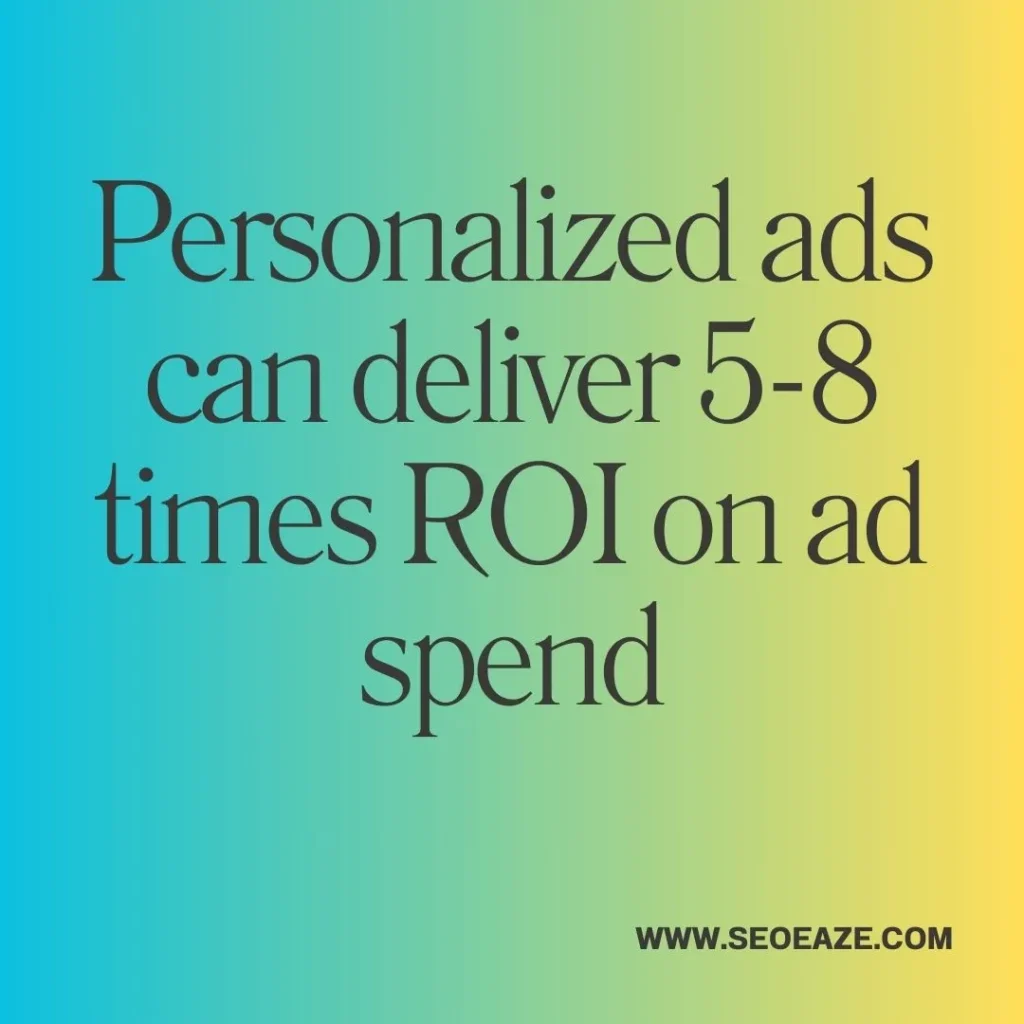 Personalized ads
can deliver 5-8
times ROI on ad
spend
WWW.SEOEAZE.COM